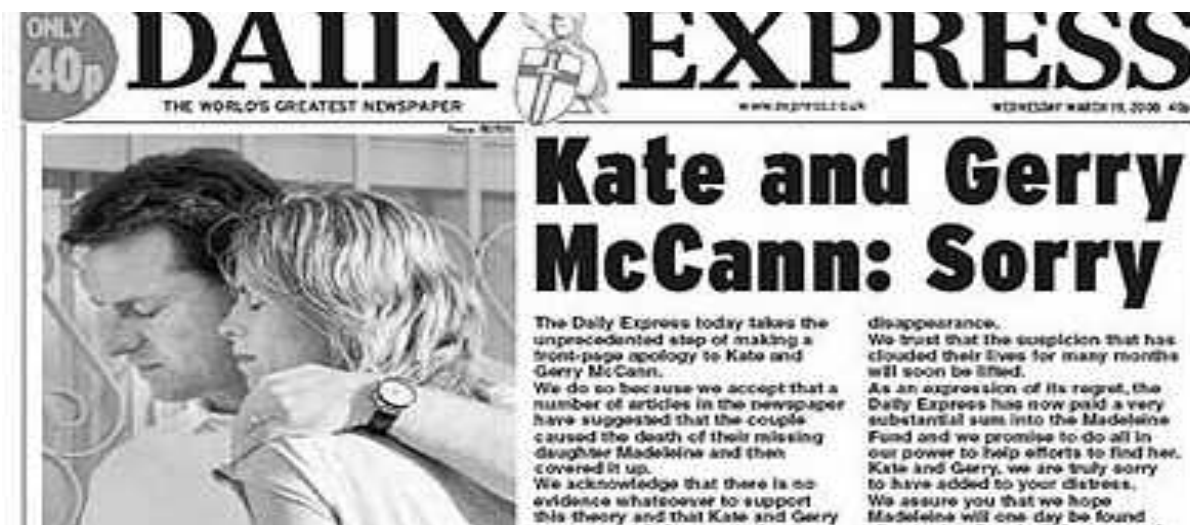 ONLY
40p
DAILY EXPRESS
THE WORLD'S GREATEST NEWSPAPER
www.express.co.uk
WEDNESDAY MARCH 19, 2008 40p
Kate and Gerry
McCann: Sorry
The Daily Express today takes the
unprecedented step of making a
front-page apology to Kate and
Gerry McCann.
We do so because we accept that a
number of articles in the newspaper
have suggested that the couple
caused the death of their missing
daughter Madeleine and then
covered it up.
We acknowledge that there is no
evidence whatsoever to support
this theory and that Kate and Gerry
disappearance.
We trust that the suspicion that has
clouded their lives for many months
will soon be lifted.
As an expression of its regret, the
Daily Express has now paid a very
substantial sum into the Madeleine
Fund and we promise to do all in
our power to help efforts to find her.
Kate and Gerry, we are truly sorry
to have added to your distress.
We assure you that we hope
Madeleine will one day be found